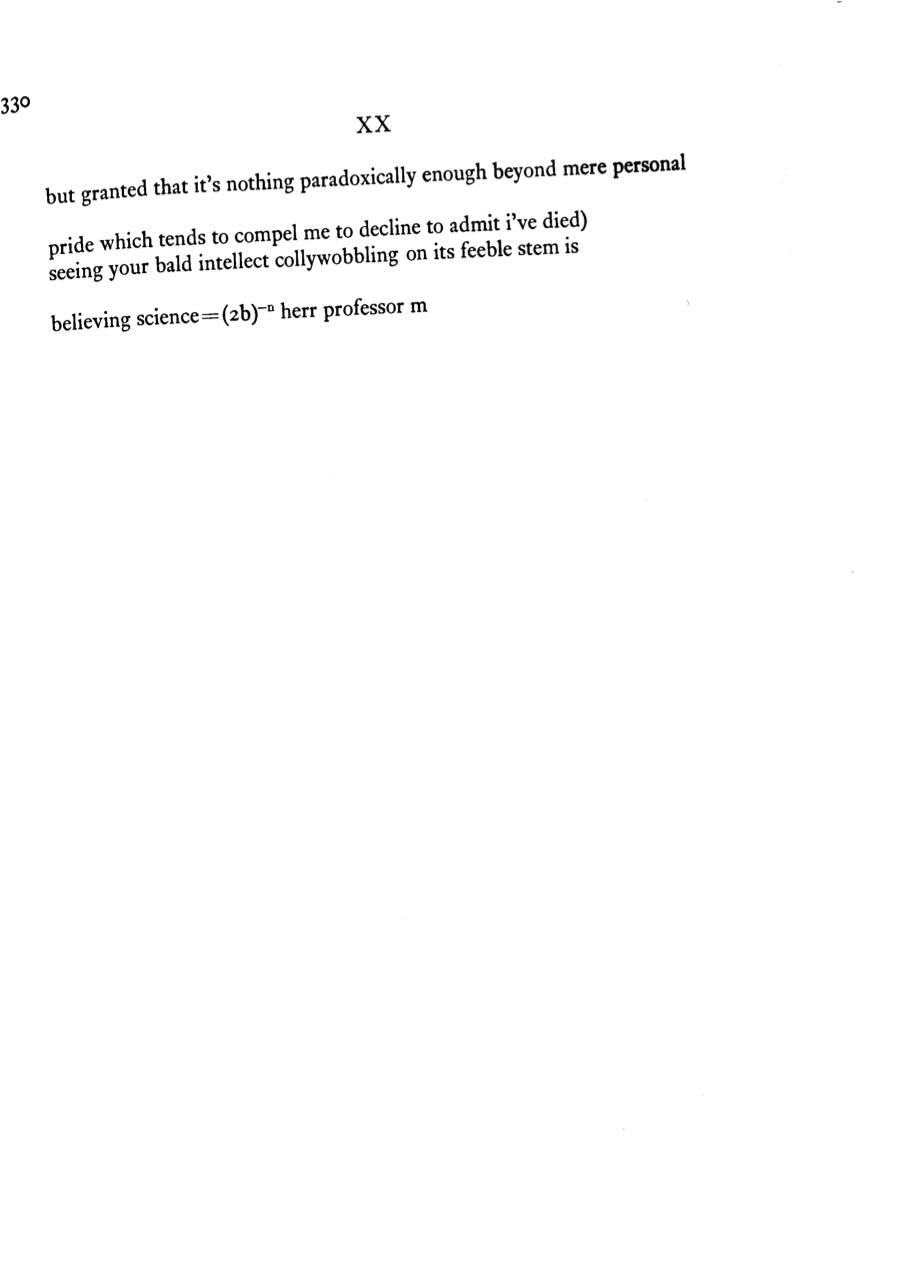 330
XX
but granted that it's nothing paradoxically enough beyond mere personal
pride which tends to compel me to decline to admit i've died)
seeing your bald intellect collywobbling on its feeble stem is
believing science=(2b)⁻ⁿ herr professor m